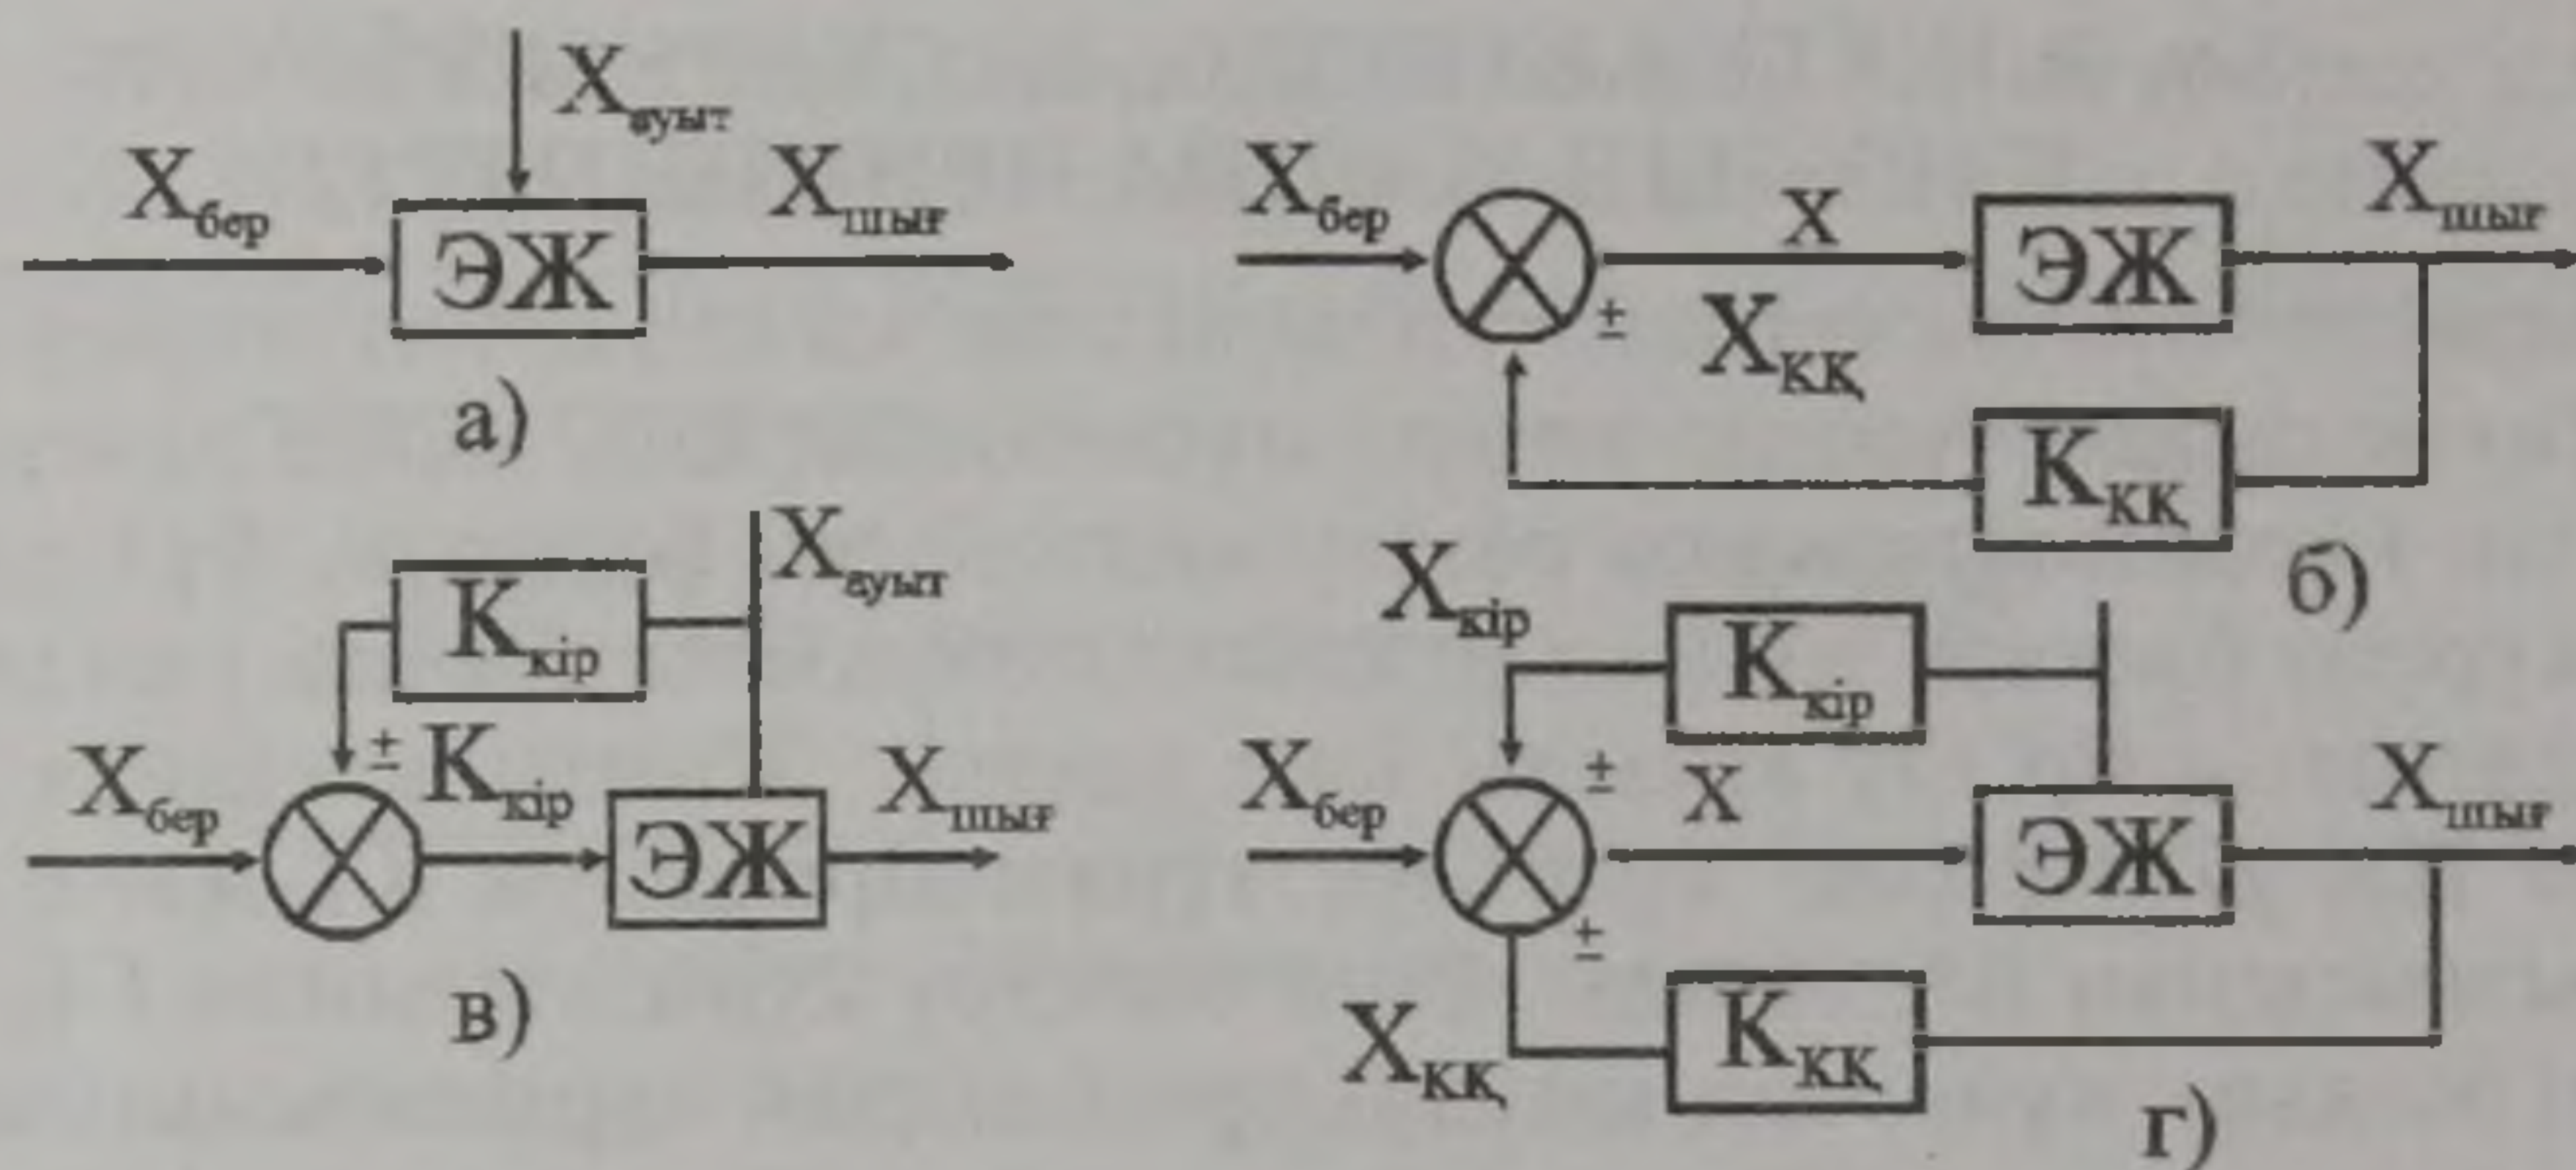 Xауыт
Xбер
ЭЖ
Xшығ
а)
Xбер
X
ЭЖ
Xшығ
±
Xкқ
Kкқ
б)
Xауыт
Kкір
±
Kкір
Xбер
ЭЖ
Xшығ
в)
Xкір
Kкір
Xбер
±
X
ЭЖ
Xшығ
±
Xкқ
Kкқ
г)